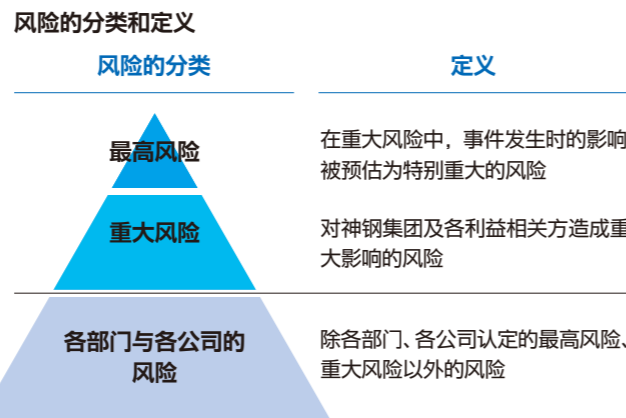 风险的分类和定义
风险的分类
定义
最高风险
在重大风险中，事件发生时的影响
被预估为特别重大的风险
重大风险
对神钢集团及各利益相关方造成重
大影响的风险
各部门与各公司的
风险
除各部门、各公司认定的最高风险、
重大风险以外的风险